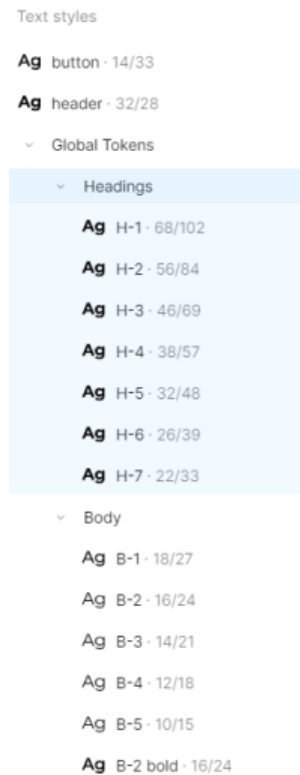 Text styles
Ag button · 14/33
Ag header · 32/28
Global Tokens
Headings
Ag H-1 · 68/102
Ag H-2 · 56/84
Ag H-3 · 46/69
Ag H-4 · 38/57
Ag H-5 · 32/48
Ag H-6 · 26/39
Ag H-7 · 22/33
Body
Ag B-1 · 18/27
Ag B-2 · 16/24
Ag B-3 · 14/21
Ag B-4 · 12/18
Ag B-5 · 10/15
Ag B-2 bold · 16/24